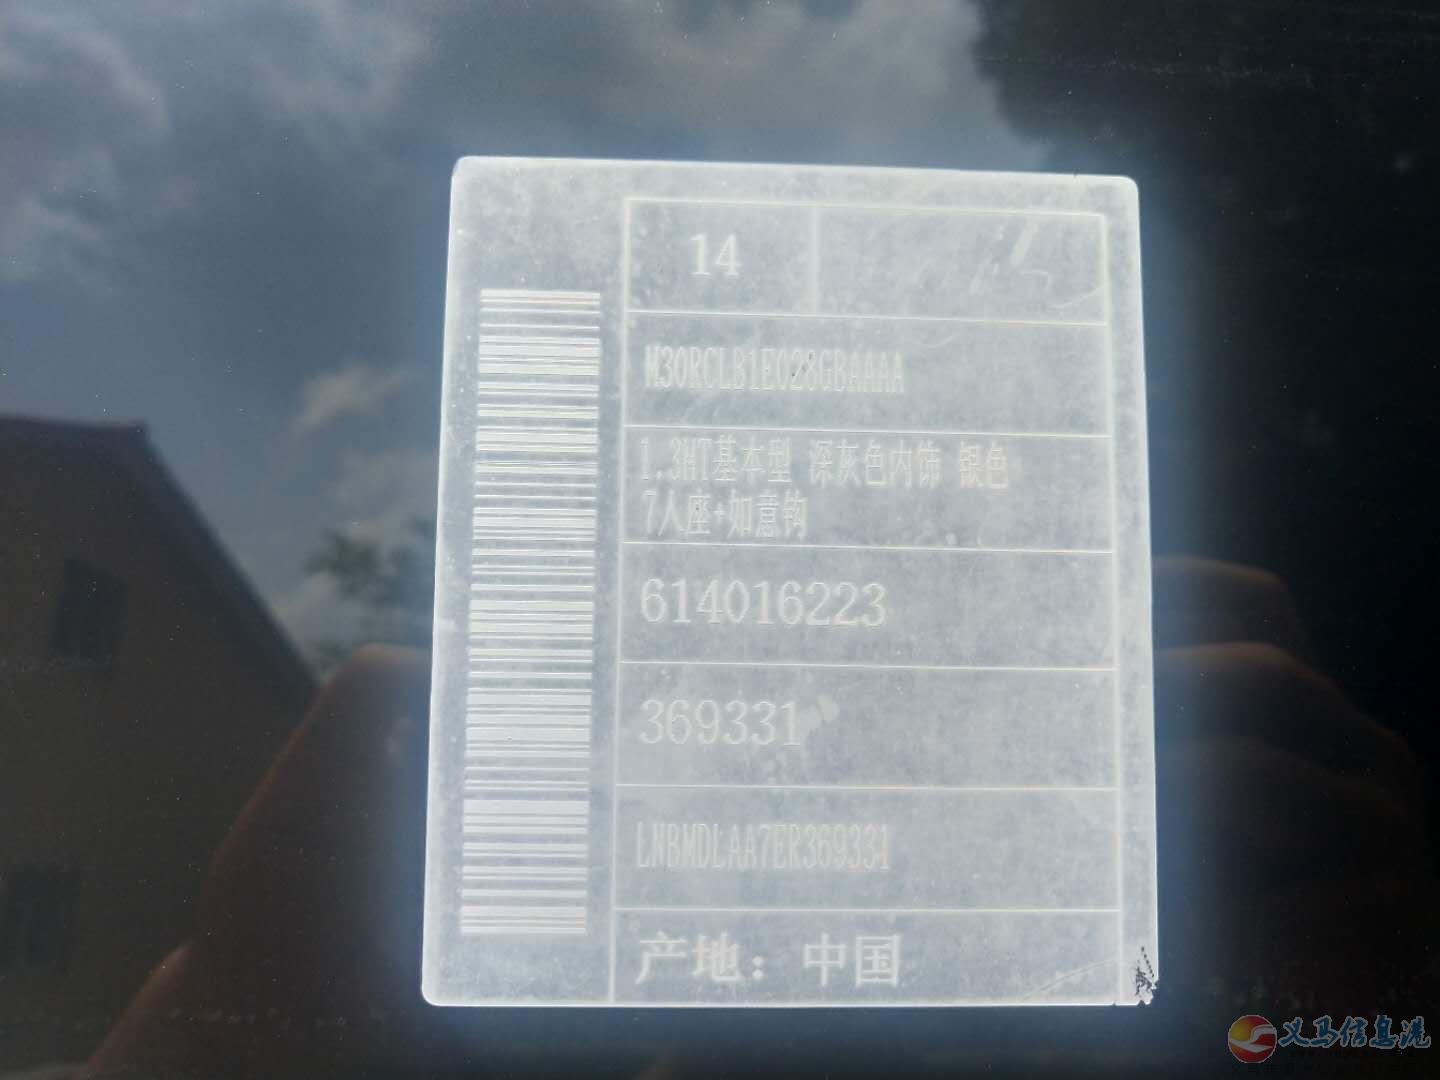 14
M30RCLB1E028GBAAAA
1.3HT基本型 深灰色内饰 银色
7人座+如意钩
614016223
369331
LNBMDLAA7ER369331
产地：中国
义马信息港